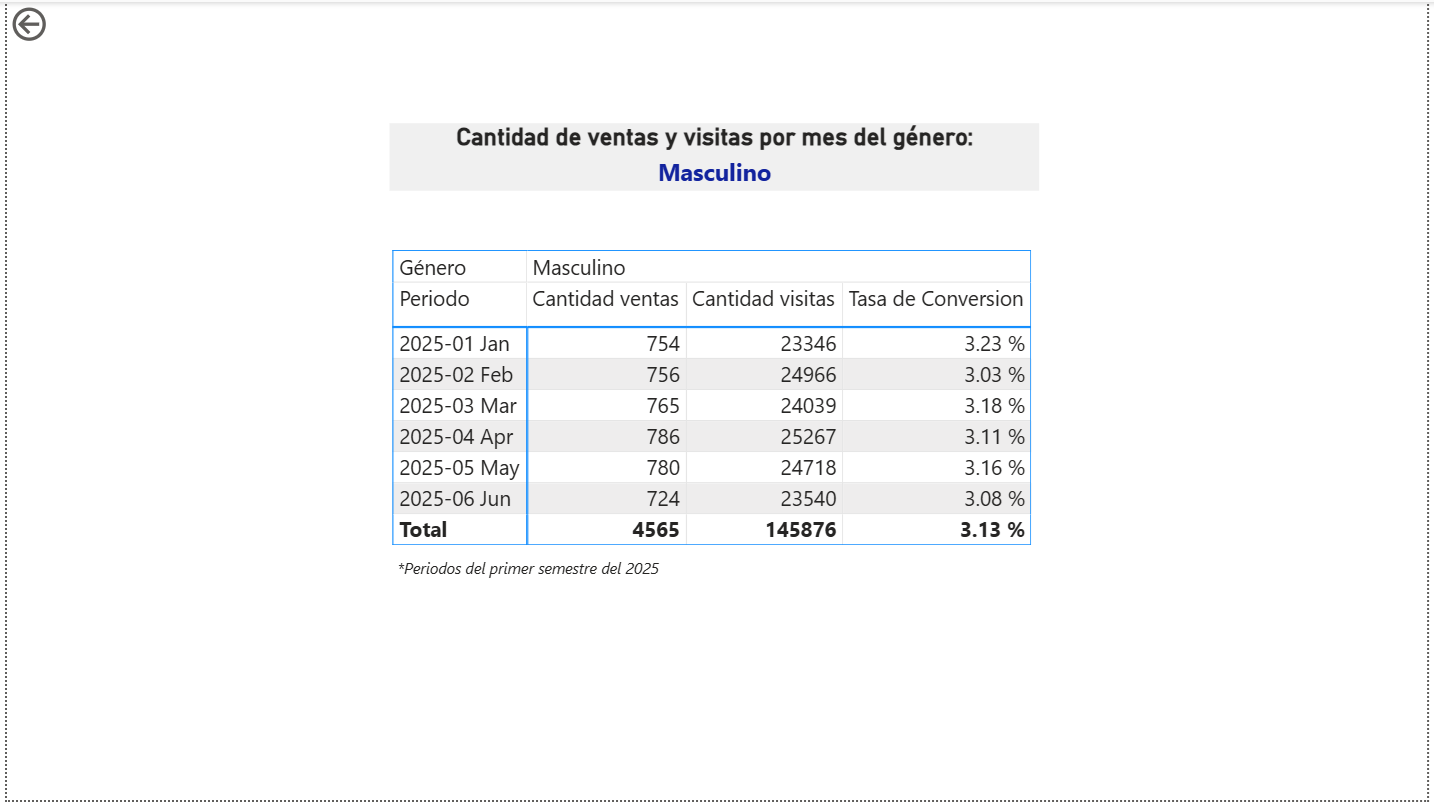 Cantidad de ventas y visitas por mes del género:
Masculino
Género Masculino
Periodo Cantidad ventas Cantidad visitas Tasa de Conversion
2025-01 Jan 754 23346 3.23 %
2025-02 Feb 756 24966 3.03 %
2025-03 Mar 765 24039 3.18 %
2025-04 Apr 786 25267 3.11 %
2025-05 May 780 24718 3.16 %
2025-06 Jun 724 23540 3.08 %
Total 4565 145876 3.13 %
*Periodos del primer semestre del 2025